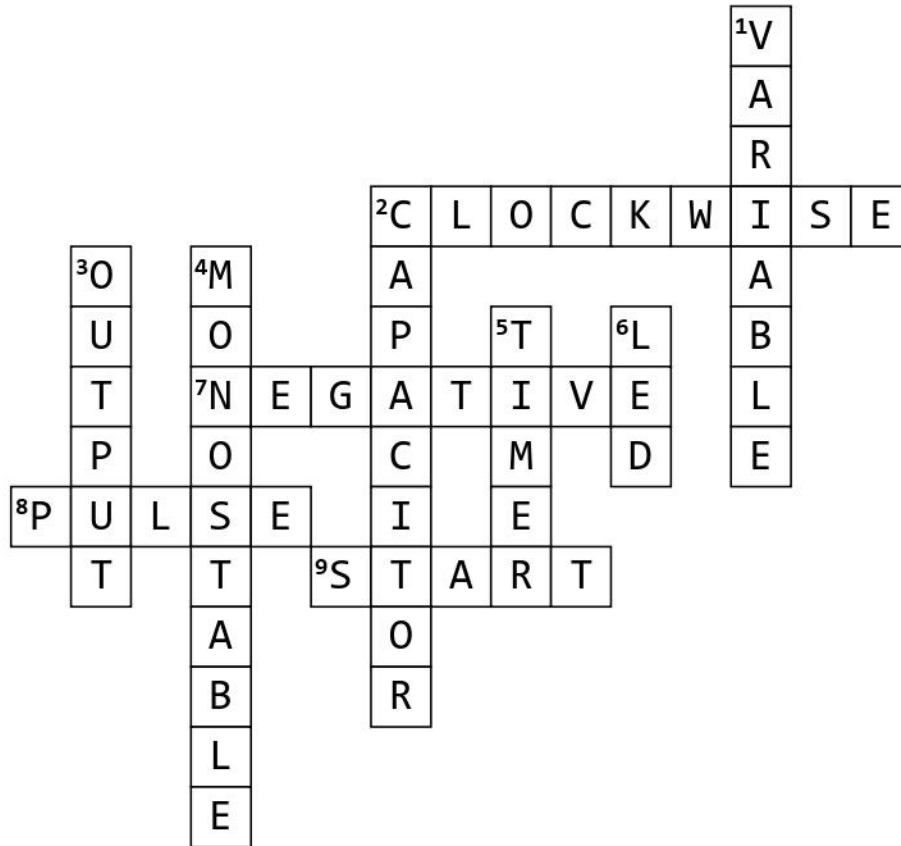 ¹V
A
R
²C L O C K W I S E
³O ⁴M A A
U O P ⁵T ⁶L B
T ⁷N E G A T I V E L
P O C M D E
⁸P U L S E I E
T T ⁹S T A R T
A O
B R
L
E